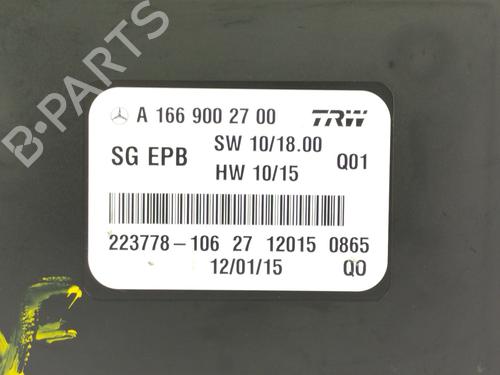 B-PARTS
A 166 900 27 00 TRW
SG EPB SW 10/18.00 Q01
HW 10/15
223778-106 27 12015 0865
12/01/15 QO